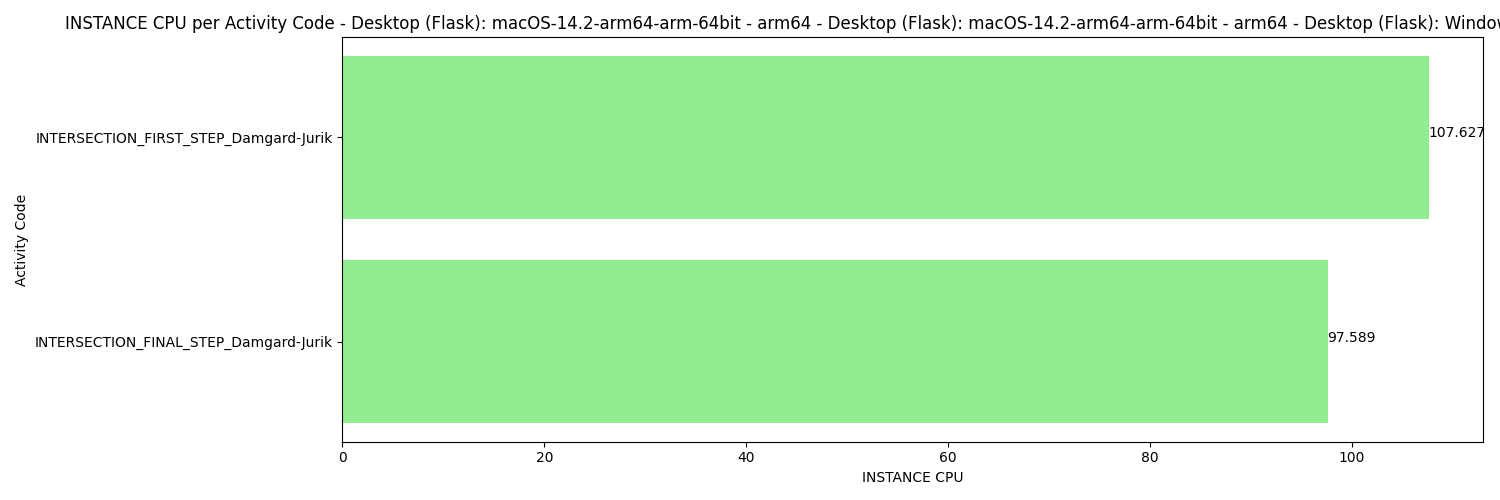 INSTANCE CPU per Activity Code - Desktop (Flask): macOS-14.2-arm64-arm-64bit - arm64 - Desktop (Flask): macOS-14.2-arm64-arm-64bit - arm64 - Desktop (Flask): Window
INTERSECTION_FIRST_STEP_Damgard-Jurik
107.627
Activity Code
INTERSECTION_FINAL_STEP_Damgard-Jurik
97.589
0 20 40 60 80 100
INSTANCE CPU